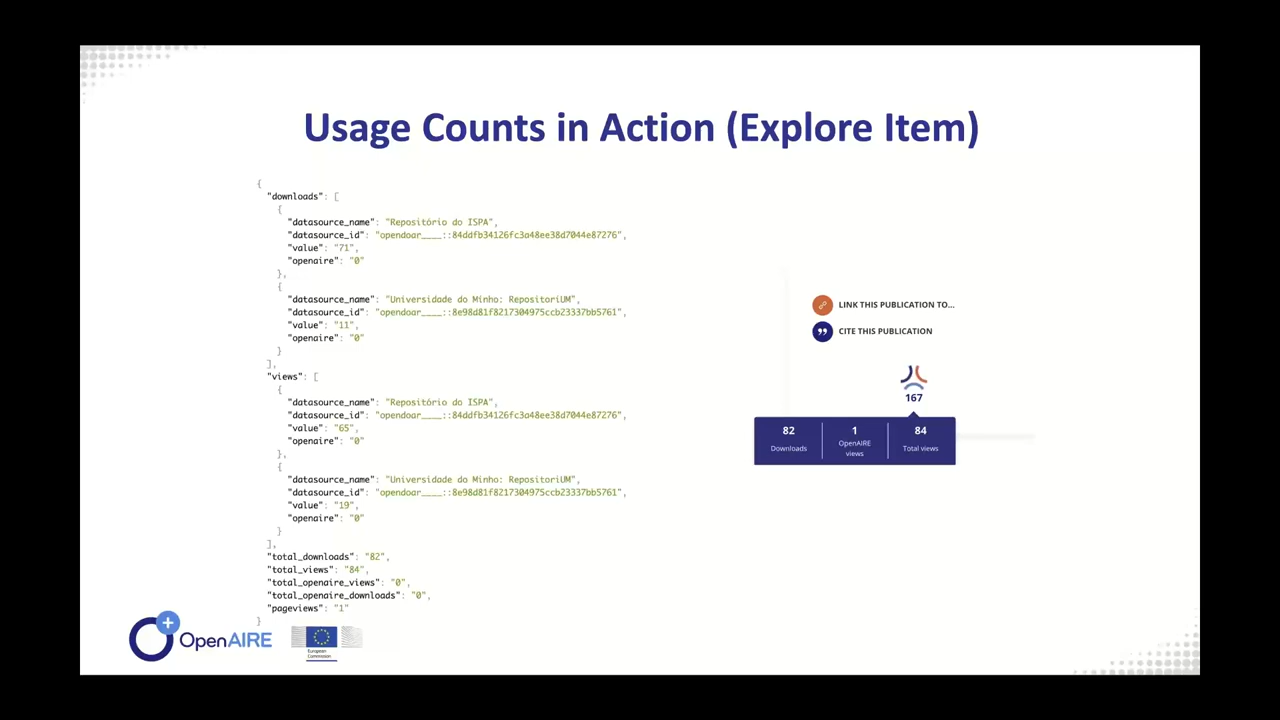 Usage Counts in Action (Explore Item)
{
"downloads": [
{
"datasource_name": "Repositório do ISPA",
"datasource_id": "opendoar____::84ddfb34126fc3a48ee38d7044e87276",
"value": "71",
"openaire": "0"
},
{
"datasource_name": "Universidade do Minho: RepositoriUM",
"datasource_id": "opendoar____::8e98d81f8217304975ccb23337bb5761",
"value": "11",
"openaire": "0"
}
],
"views": [
{
"datasource_name": "Repositório do ISPA",
"datasource_id": "opendoar____::84ddfb34126fc3a48ee38d7044e87276",
"value": "65",
"openaire": "0"
},
{
"datasource_name": "Universidade do Minho: RepositoriUM",
"datasource_id": "opendoar____::8e98d81f8217304975ccb23337bb5761",
"value": "19",
"openaire": "0"
}
],
"total_downloads": "82",
"total_views": "84",
"total_openaire_views": "0",
"total_openaire_downloads": "0",
"pageviews": "1"
}
LINK THIS PUBLICATION TO...
CITE THIS PUBLICATION
167
82 1 84
Downloads OpenAIRE views Total views
OpenAIRE
European
Commission